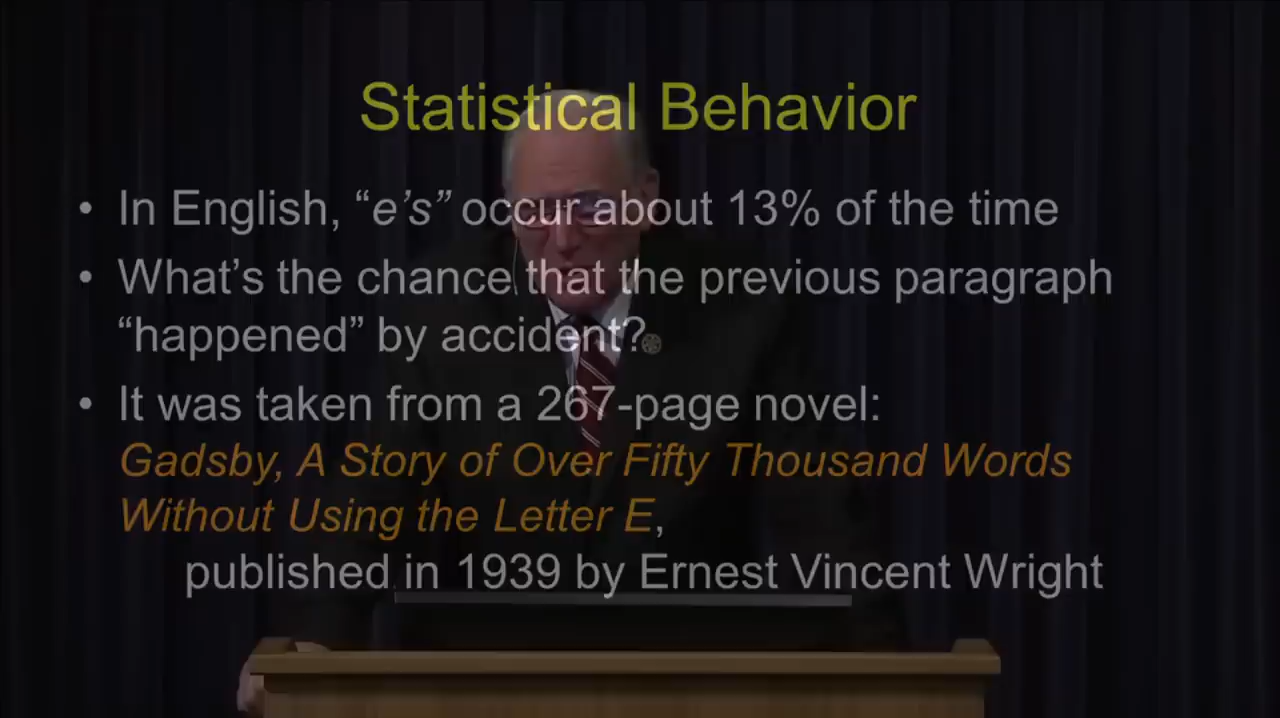 Statistical Behavior
• In English, “e’s” occur about 13% of the time
• What’s the chance that the previous paragraph
“happened” by accident?
• It was taken from a 267-page novel:
Gadsby, A Story of Over Fifty Thousand Words
Without Using the Letter E,
published in 1939 by Ernest Vincent Wright